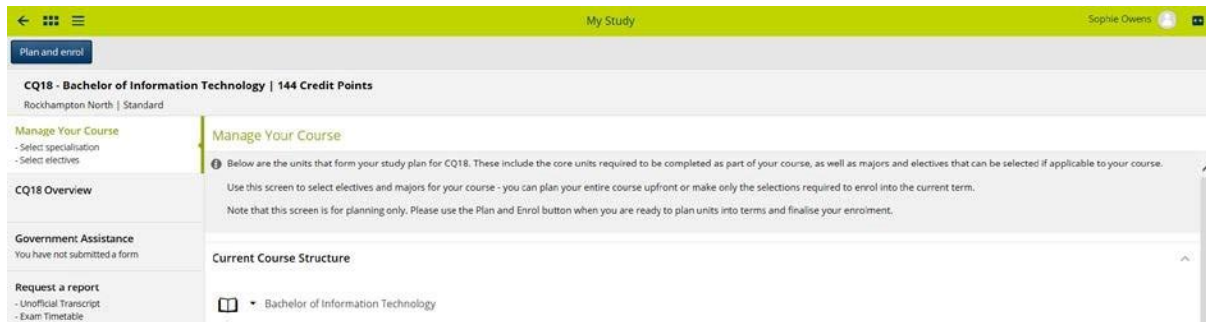 My Study
Sophie Owens
Plan and enrol
CQ18 - Bachelor of Information Technology | 144 Credit Points
Rockhampton North | Standard
Manage Your Course
- Select specialisation
- Select electives
CQ18 Overview
Government Assistance
You have not submitted a form
Request a report
- Unofficial Transcript
- Exam Timetable
Manage Your Course
Below are the units that form your study plan for CQ18. These include the core units required to be completed as part of your course, as well as majors and electives that can be selected if applicable to your course.
Use this screen to select electives and majors for your course - you can plan your entire course upfront or make only the selections required to enrol into the current term.
Note that this screen is for planning only. Please use the Plan and Enrol button when you are ready to plan units into terms and finalise your enrolment.
Current Course Structure
Bachelor of Information Technology